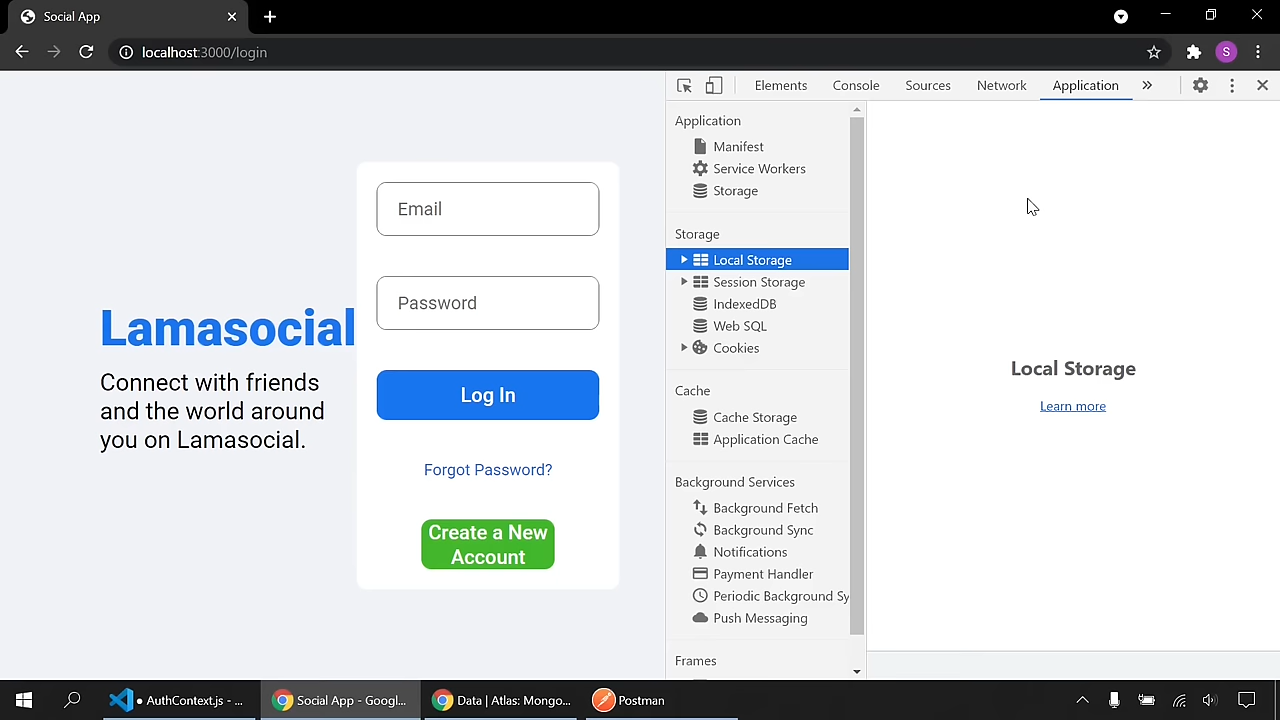 Social App
localhost:3000/login
S
Elements
Console
Sources
Network
Application
Application
Manifest
Service Workers
Storage
Storage
Local Storage
Session Storage
IndexedDB
Web SQL
Cookies
Cache
Cache Storage
Application Cache
Background Services
Background Fetch
Background Sync
Notifications
Payment Handler
Periodic Background Sy
Push Messaging
Frames
Local Storage
Learn more
Email
Password
Lamasocial
Connect with friends
and the world around
you on Lamasocial.
Log In
Forgot Password?
Create a New
Account
● AuthContext.js - ...
Social App - Googl...
Data | Atlas: Mongo...
Postman